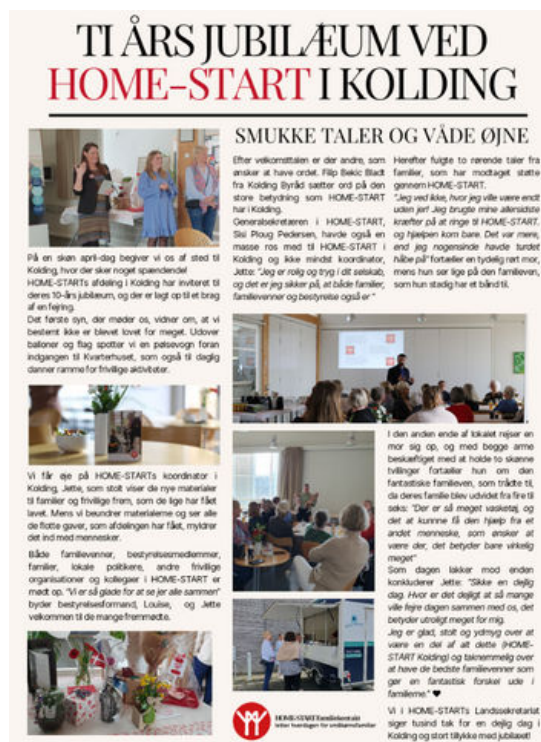 TI ÅRS JUBILÆUM VED
HOME-START I KOLDING
På en skøn april-dag begiver vi os af sted til
Kolding, hvor der sker noget spændende!
HOME-STARTs afdeling i Kolding har inviteret til
deres 10-års jubilæum, og der er lagt op til et brag
af en fejring.
Det første syn, der møder os, vidner om, at vi
bestemt ikke er blevet lovet for meget. Udover
balloner og flag spotter vi en pølsevogn foran
indgangen til Kvarterhuset, som også til daglig
danner ramme for frivillige aktiviteter.
Vi får øje på HOME-STARTs koordinator i
Kolding, Jette, som stolt viser de nye materialer
til familier og frivillige frem, som de lige har fået
lavet. Mens vi beundrer materialerne og ser alle
de flotte gaver, som afdelingen har fået, myldrer
det ind med mennesker.
Både familievenner, bestyrelsesmedlemmer,
familier, lokale politikere, andre frivillige
organisationer og kollegaer i HOME-START er
mødt op. "Vi er så glade for at se jer alle sammen"
byder bestyrelsesformand, Louise, og Jette
velkommen til de mange fremmødte.
SMUKKE TALER OG VÅDE ØJNE
Efter velkomsttalen er der andre, som
ønsker at have ordet. Filip Bekic Bladt
fra Kolding Byråd sætter ord på den
store betydning som HOME-START
har i Kolding.
Generalsekretæren i HOME-START,
Sisi Ploug Pedersen, havde også en
masse ros med til HOME-START i
Kolding og ikke mindst koordinator,
Jette: "Jeg er rolig og tryg i dit selskab,
og det er jeg sikker på, at både familier,
familievenner og bestyrelse også er "
Herefter fulgte to rørende taler fra
familier, som har modtaget støtte
gennem HOME-START.
"Jeg ved ikke, hvor jeg ville være endt
uden jer! Jeg brugte mine allersidste
kræfter på at ringe til HOME-START,
og hjælpen kom bare. Det var mere,
end jeg nogensinde havde turdet
håbe på" fortæller en tydelig rørt mor,
mens hun ser lige på den familieven,
som hun stadig har et bånd til.
I den anden ende af lokalet rejser en
mor sig op, og med begge arme
beskæftiget med at holde to skønne
tvillinger fortæller hun om den
fantastiske familieven, som trådte til,
da deres familie blev udvidet fra fire til
seks: "Der er så meget vasketøj, og
det at kunne få den hjælp fra et
andet menneske, som ønsker at
være der, det betyder bare virkelig
meget"
Som dagen lakker mod enden
konkluderer Jette: "Sikke en dejlig
dag. Hvor er det dejligt at så mange
ville fejre dagen sammen med os, det
betyder utroligt meget for mig.
Jeg er glad, stolt og ydmyg over at
være en del af alt dette (HOME-
START Kolding) og taknemmelig over
at have de bedste familievenner som
gør en fantastisk forskel ude i
familierne." ♥
Vi i HOME-STARTs Landssekretariat
siger tusind tak for en dejlig dag i
Kolding og stort tillykke med jubilæet!
HOME-START Familiekontakt
letter hverdagen for småbørnsfamilier